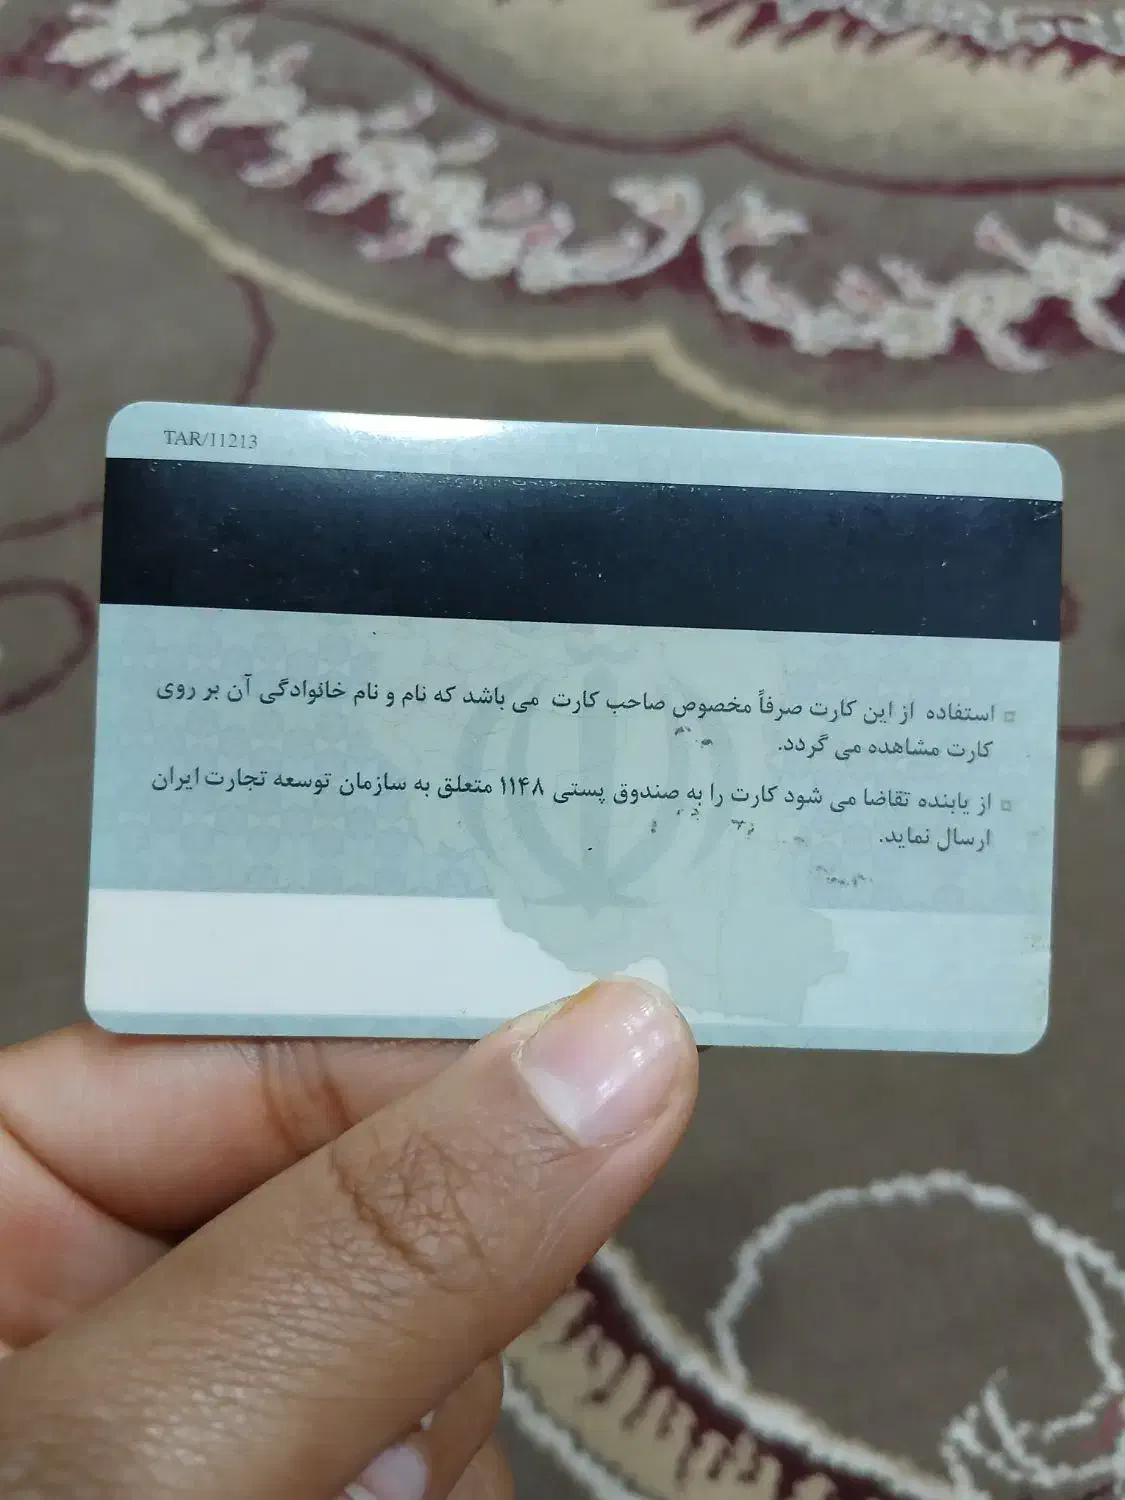 TAR/11213
استفاده از این کارت صرفاً مخصوص صاحب کارت می باشد که نام و نام خانوادگی آن بر روی
کارت مشاهده می گردد.
از یابنده تقاضا می شود کارت را به صندوق پستی ۱۱۴۸ متعلق به سازمان توسعه تجارت ایران
ارسال نماید.